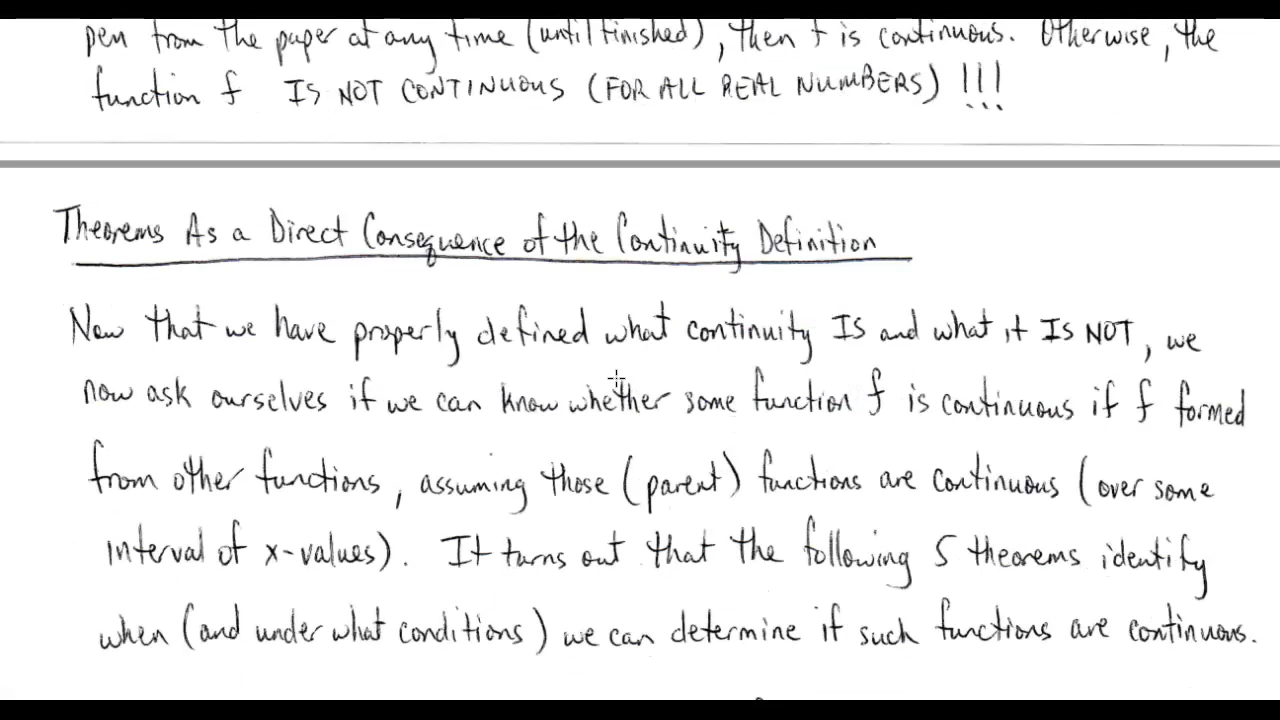 pen from the paper at any time (until finished), then f is continuous. Otherwise, the
function f IS NOT CONTINUOUS (FOR ALL REAL NUMBERS) !!!
Theorems As a Direct Consequence of the Continuity Definition
Now that we have properly defined what continuity IS and what it IS NOT, we
now ask ourselves if we can know whether some function f is continuous if f formed
from other functions, assuming those (parent) functions are continuous (over some
interval of x-values). It turns out that the following 5 theorems identify
when (and under what conditions) we can determine if such functions are continuous.